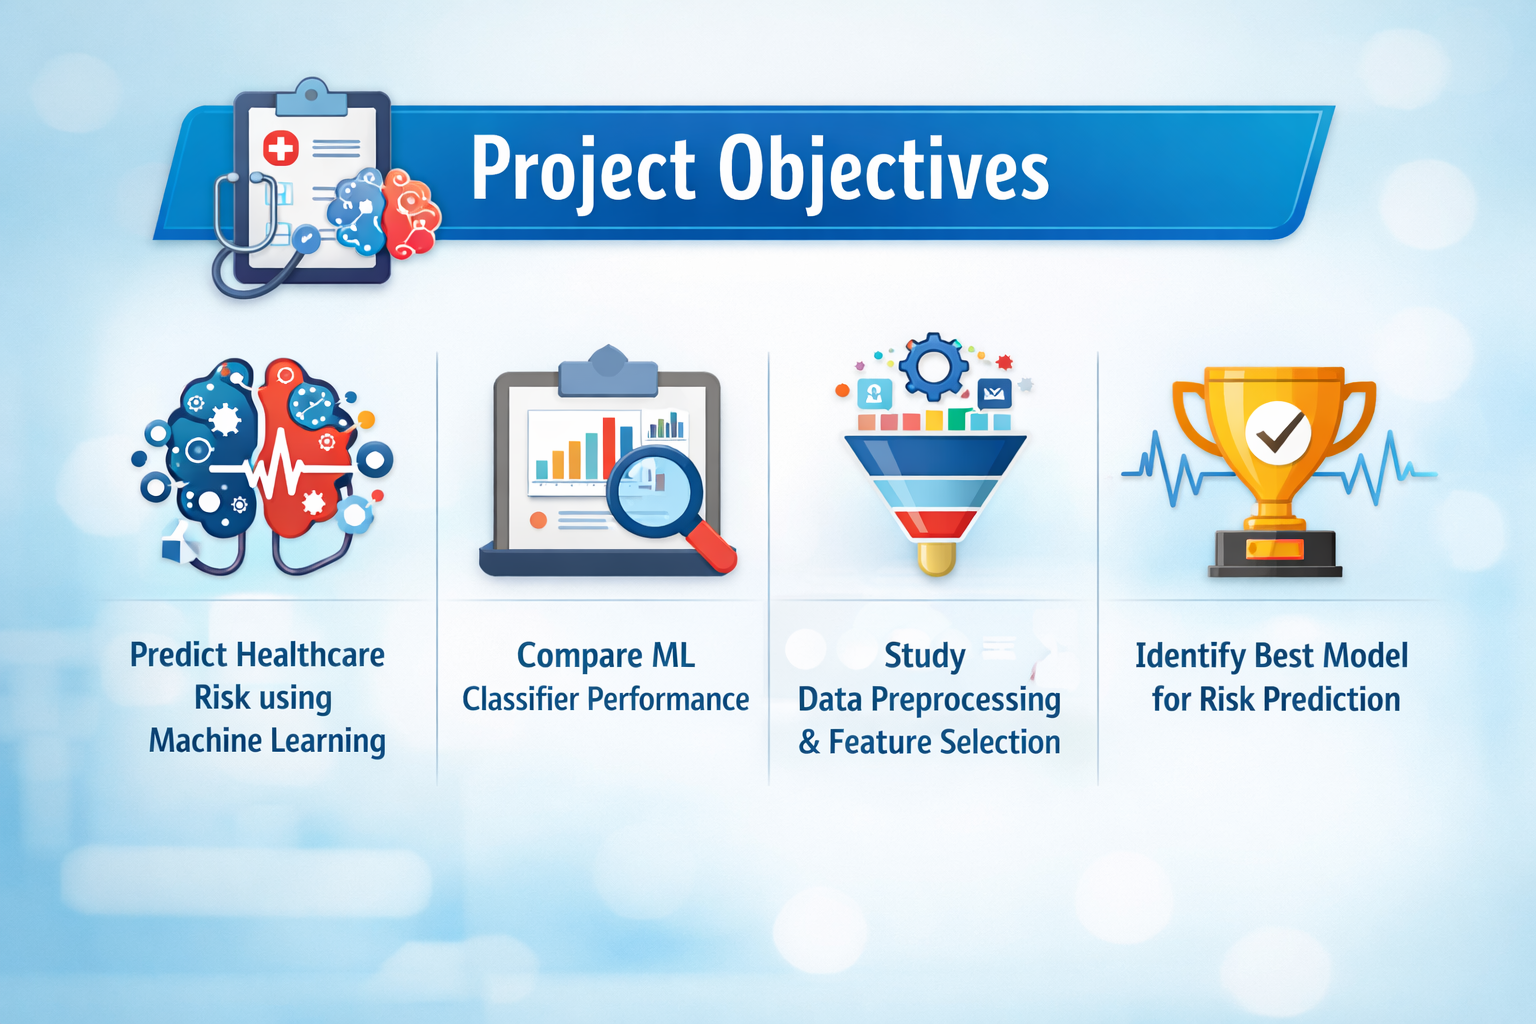 Project Objectives
Predict Healthcare
Risk using
Machine Learning
Compare ML
Classifier Performance
Study
Data Preprocessing
& Feature Selection
Identify Best Model
for Risk Prediction